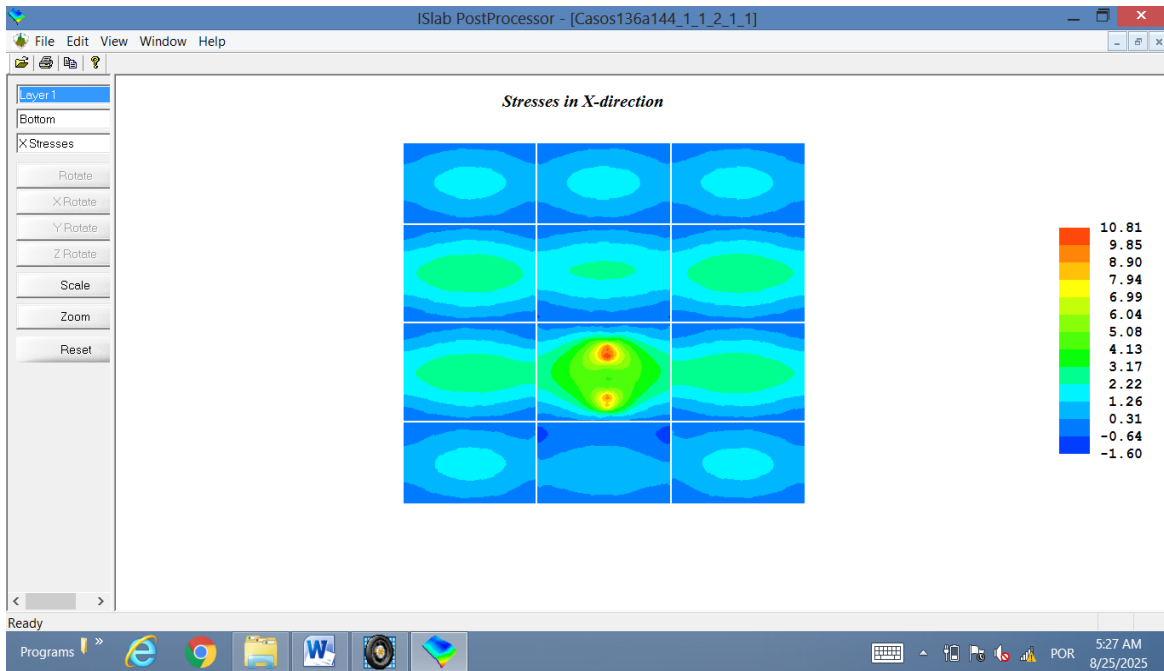 ISlab PostProcessor - [Casos136a144_1_1_2_1_1]
File Edit View Window Help
Layer1
Bottom
X Stresses
Rotate
X Rotate
Y Rotate
Z Rotate
Scale
Zoom
Reset
Stresses in X-direction
10.81
9.85
8.90
7.94
6.99
6.04
5.08
4.13
3.17
2.22
1.26
0.31
-0.64
-1.60
Ready
Programs
POR
5:27 AM
8/25/2025